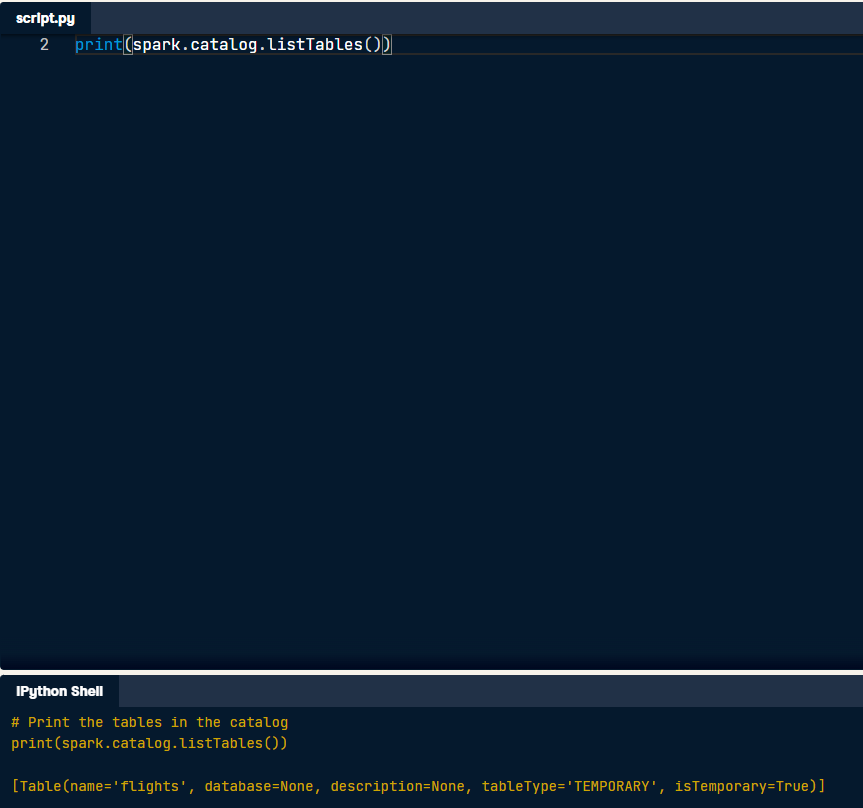 script.py
2 print(spark.catalog.listTables())
IPython Shell
# Print the tables in the catalog
print(spark.catalog.listTables())
[Table(name='flights', database=None, description=None, tableType='TEMPORARY', isTemporary=True)]